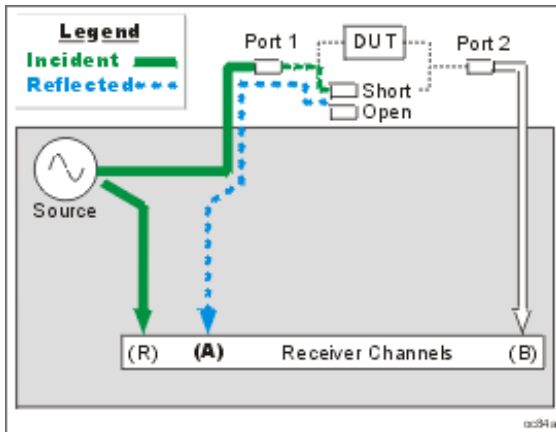 Legend
Incident
Reflected
Port 1
DUT
Port 2
Short
Open
Source
(R) (A) Receiver Channels (B)